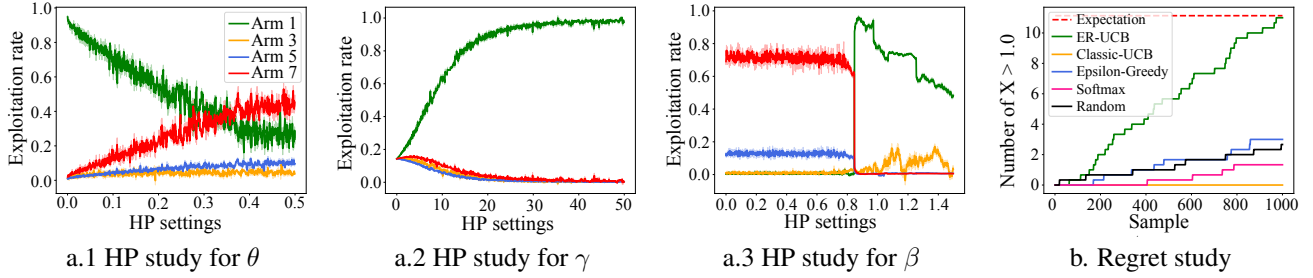 Exploitation rate
1.0
0.8
0.6
0.4
0.2
0.0
Arm 1
Arm 3
Arm 5
Arm 7
0.0 0.1 0.2 0.3 0.4 0.5
HP settings
a.1 HP study for θ
Exploitation rate
1.0
0.8
0.6
0.4
0.2
0.0
0 10 20 30 40 50
HP settings
a.2 HP study for γ
Exploitation rate
1.0
0.8
0.6
0.4
0.2
0.0
0.0 0.2 0.4 0.6 0.8 1.0 1.2 1.4
HP settings
a.3 HP study for β
Number of X > 1.0
10
8
6
4
2
0
Expectation
ER-UCB
Classic-UCB
Epsilon-Greedy
Softmax
Random
0 200 400 600 800 1000
Sample
b. Regret study